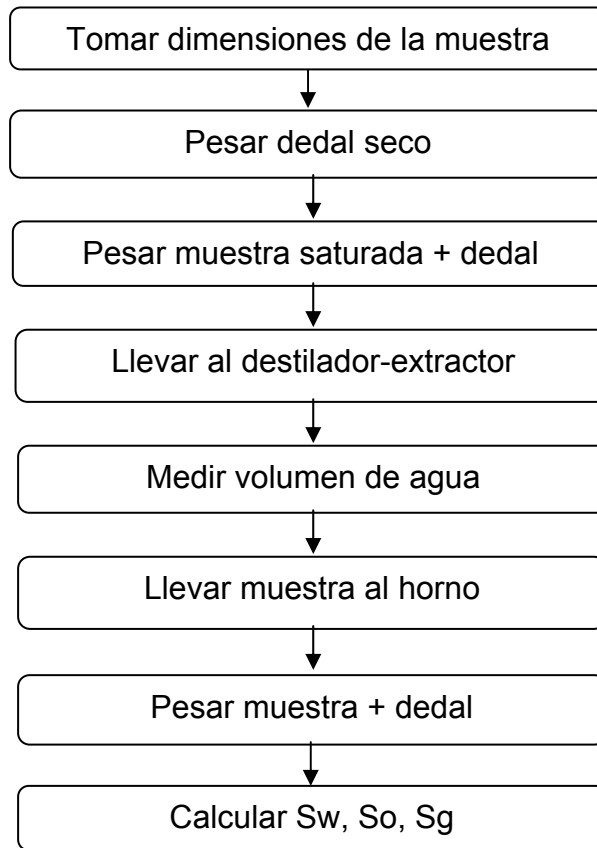 Tomar dimensiones de la muestra
Pesar dedal seco
Pesar muestra saturada + dedal
Llevar al destilador-extractor
Medir volumen de agua
Llevar muestra al horno
Pesar muestra + dedal
Calcular Sw, So, Sg